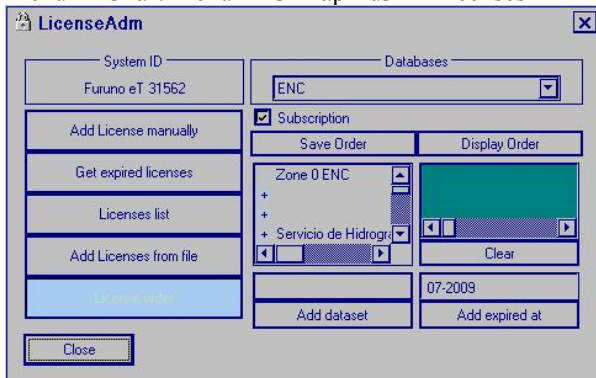 LicenseAdm
System ID
Furuno eT 31562
Add License manually
Get expired licenses
Licenses list
Add Licenses from file
License order
Close
Databases
ENC
Subscription
Save Order
Display Order
Zone 0 ENC
+
+
+ Servicio de Hidrogra
Clear
07-2009
Add dataset
Add expired at